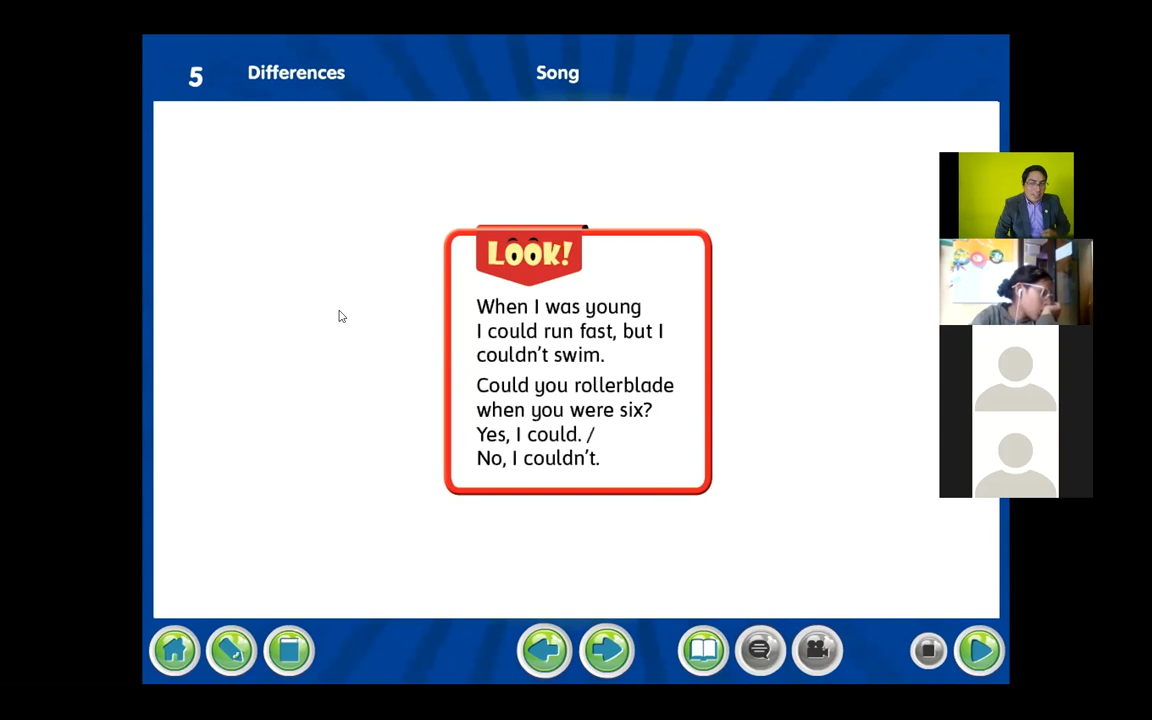 5 Differences Song
LOOK!
When I was young
I could run fast, but I
couldn't swim.
Could you rollerblade
when you were six?
Yes, I could. /
No, I couldn't.